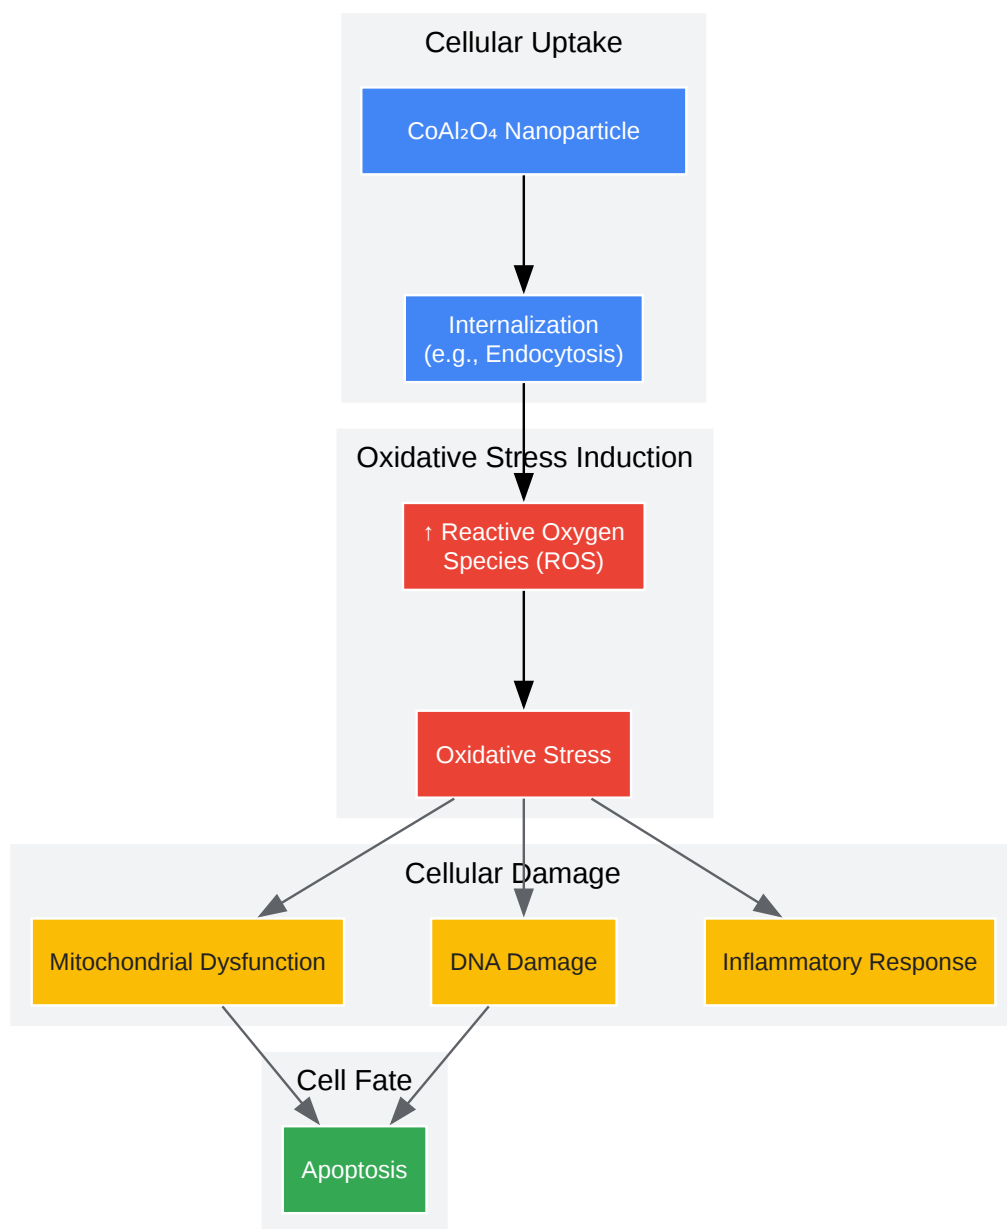 Cellular Uptake
CoAl₂O₄ Nanoparticle
Internalization
(e.g., Endocytosis)
Oxidative Stress Induction
↑ Reactive Oxygen
Species (ROS)
Oxidative Stress
Cellular Damage
Mitochondrial Dysfunction
DNA Damage
Inflammatory Response
Cell Fate
Apoptosis